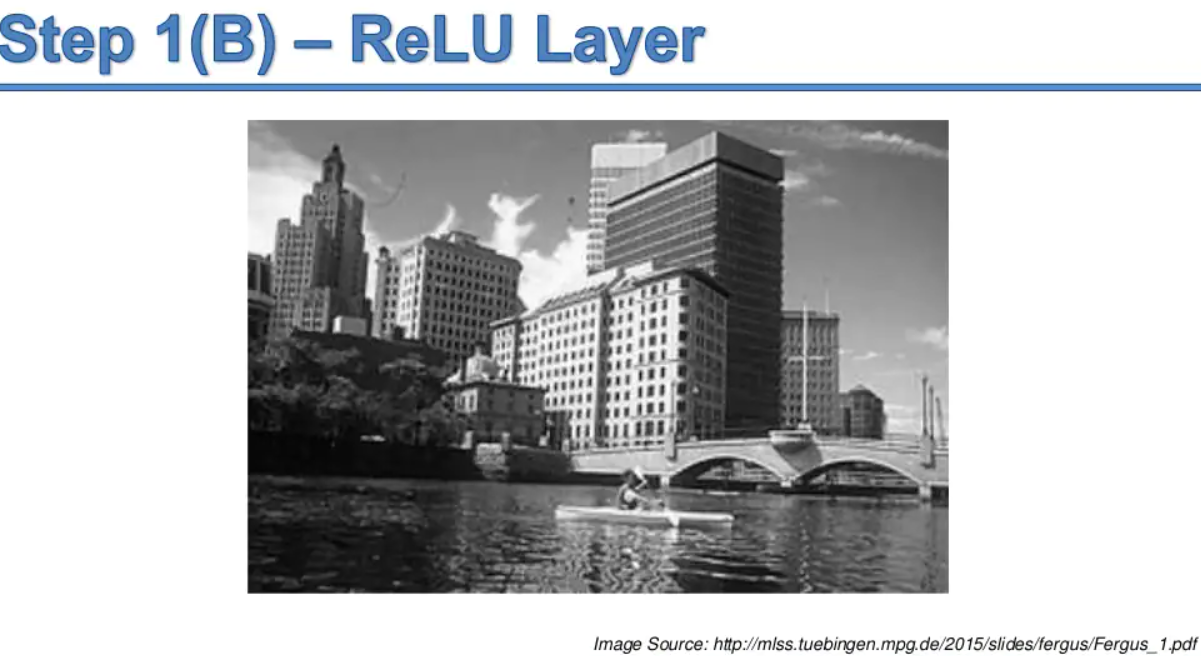 Step 1(B) – ReLU Layer
Image Source: http://mlss.tuebingen.mpg.de/2015/slides/fergus/Fergus_1.pdf